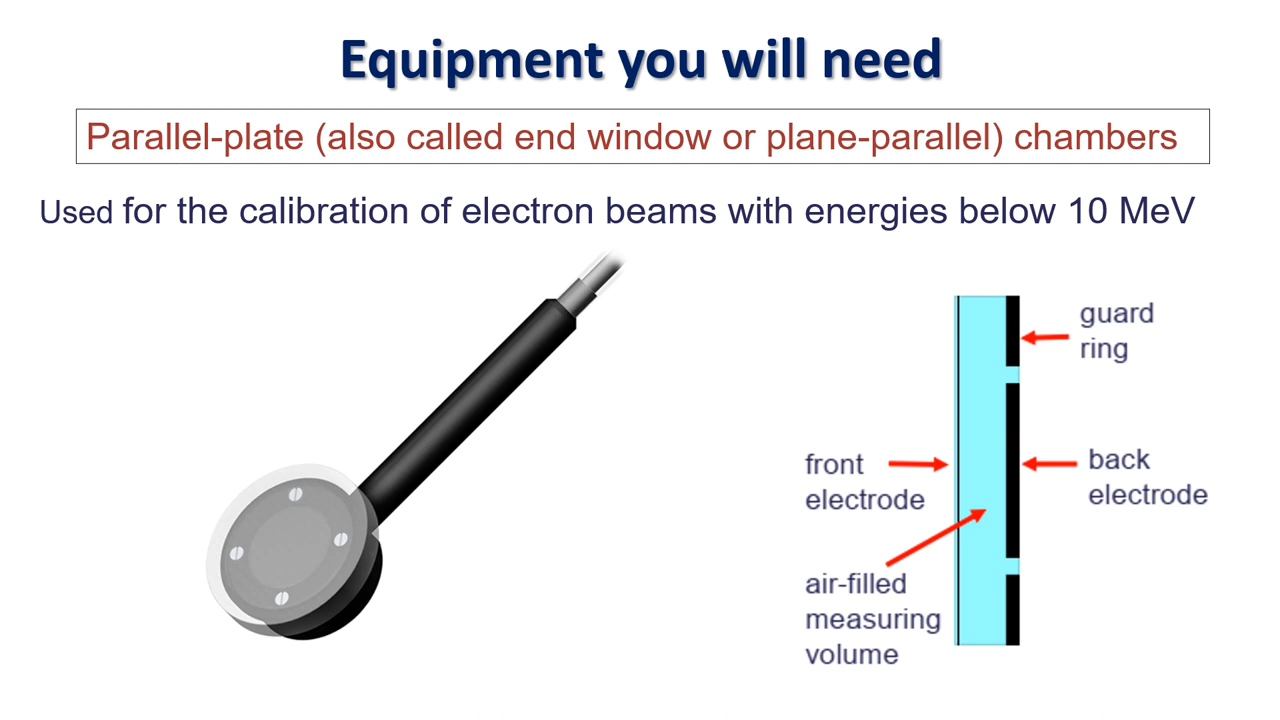 Equipment you will need
Parallel-plate (also called end window or plane-parallel) chambers
Used for the calibration of electron beams with energies below 10 MeV
guard
ring
front
electrode
back
electrode
air-filled
measuring
volume